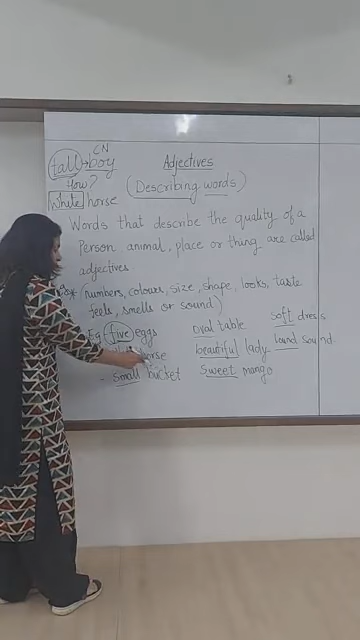 CN
tall → boy
Adjectives
How?
(Describing words)
White horse
Words that describe the quality of a
Person, animal, place or thing. are called
adjectives
(numbers, colours, size, shape, looks, taste
feels, smells or sound)
Eg five eggs
oval table
soft dress
horse
beautiful lady
loud sound.
- small bucket
sweet mango